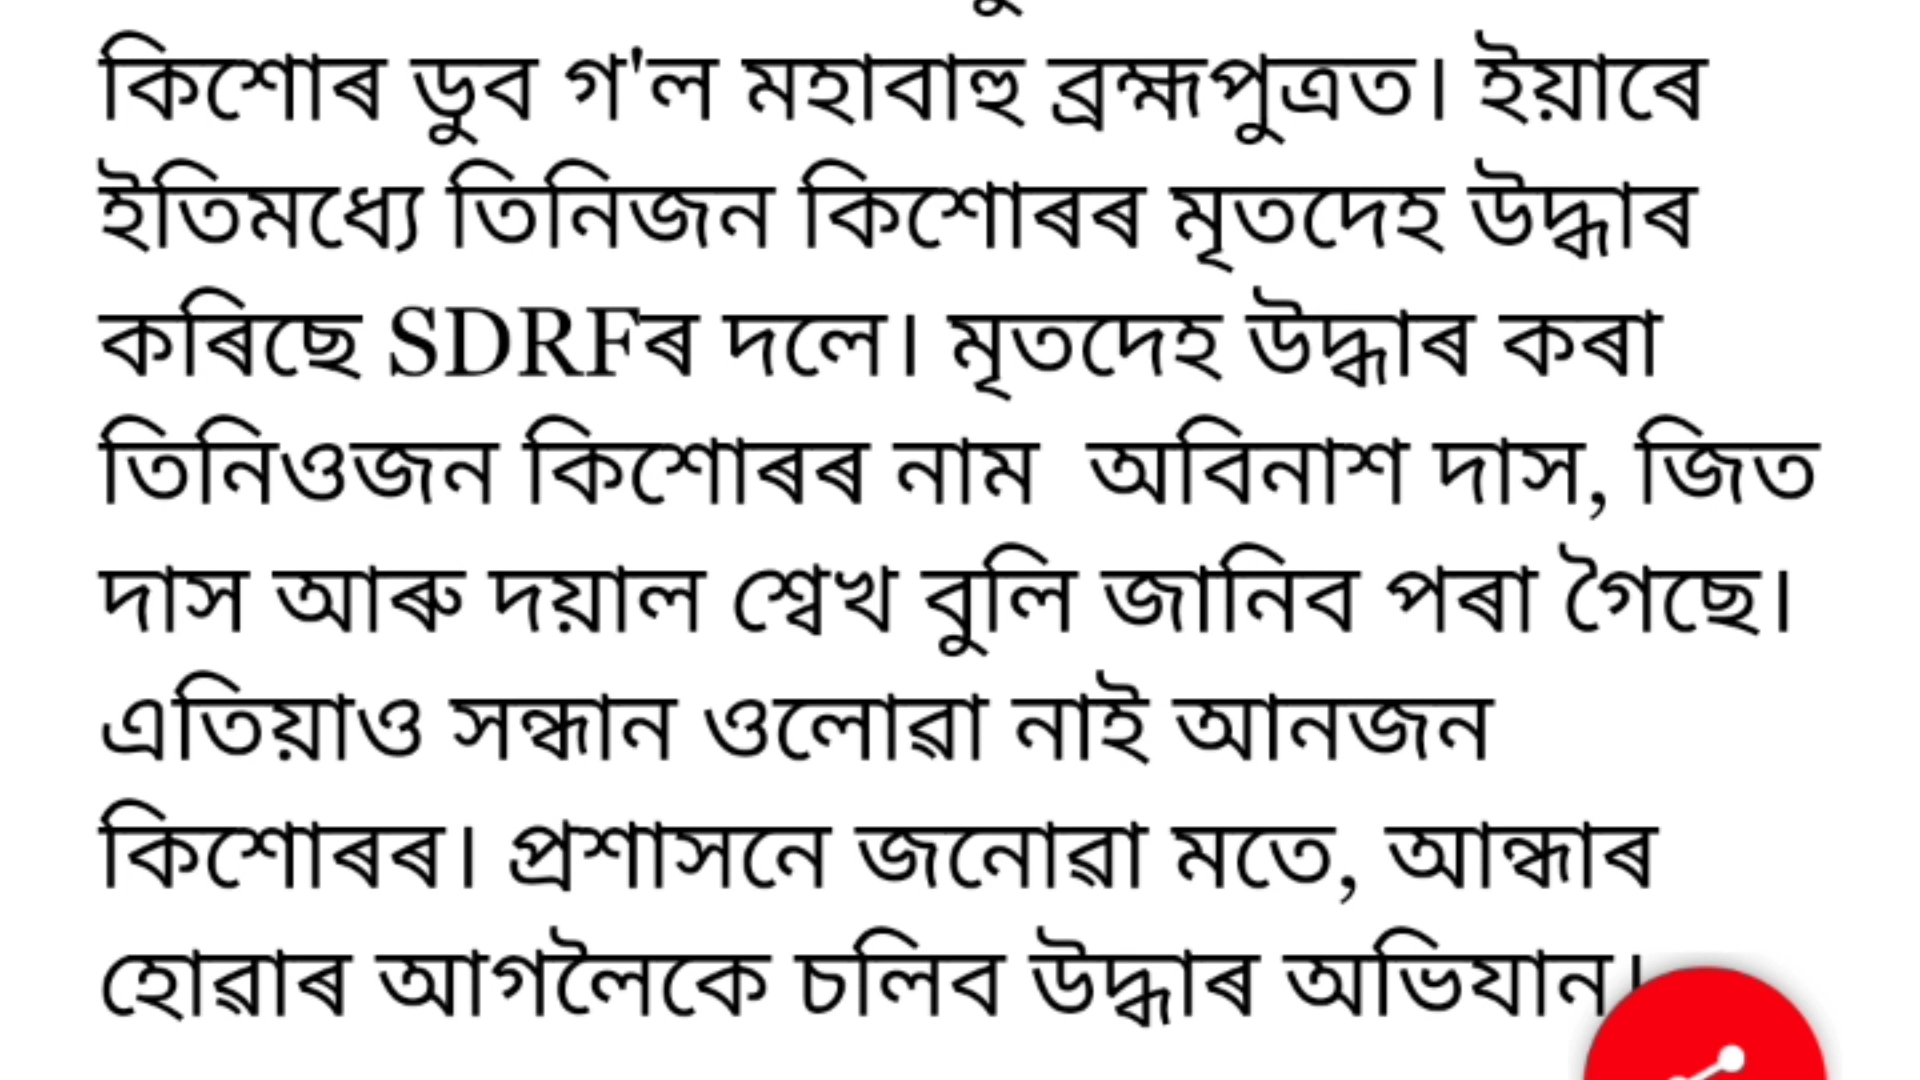 কিশোৰ ডুব গ'ল মহাবাহু ব্ৰহ্মপুত্ৰত। ইয়াৰে
ইতিমধ্যে তিনিজন কিশোৰৰ মৃতদেহ উদ্ধাৰ
কৰিছে SDRFৰ দলে। মৃতদেহ উদ্ধাৰ কৰা
তিনিওজন কিশোৰৰ নাম অবিনাশ দাস, জিত
দাস আৰু দয়াল শ্বেখ বুলি জানিব পৰা গৈছে।
এতিয়াও সন্ধান ওলোৱা নাই আনজন
কিশোৰৰ। প্ৰশাসনে জনোৱা মতে, আন্ধাৰ
হোৱাৰ আগলৈকে চলিব উদ্ধাৰ অভিযান।